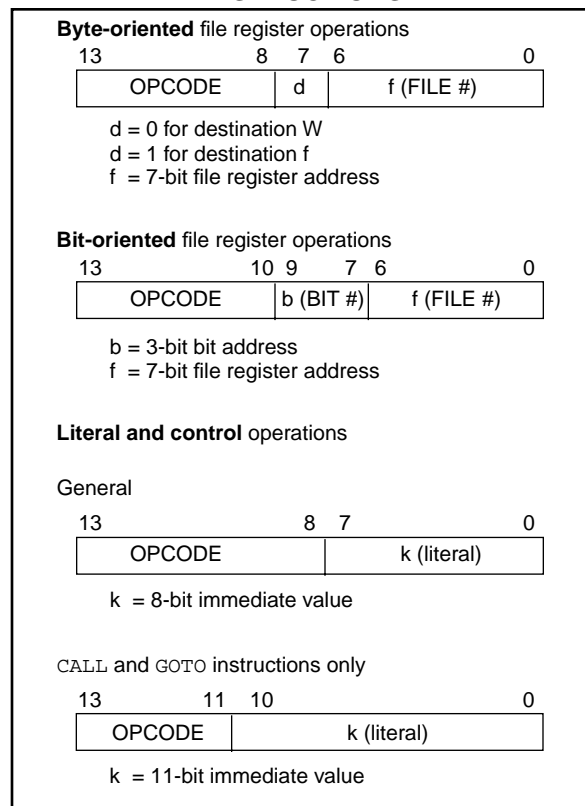 Byte-oriented file register operations
13 8 7 6 0
OPCODE d f (FILE #)
d = 0 for destination W
d = 1 for destination f
f = 7-bit file register address
Bit-oriented file register operations
13 10 9 7 6 0
OPCODE b (BIT #) f (FILE #)
b = 3-bit bit address
f = 7-bit file register address
Literal and control operations
General
13 8 7 0
OPCODE k (literal)
k = 8-bit immediate value
CALL and GOTO instructions only
13 11 10 0
OPCODE k (literal)
k = 11-bit immediate value